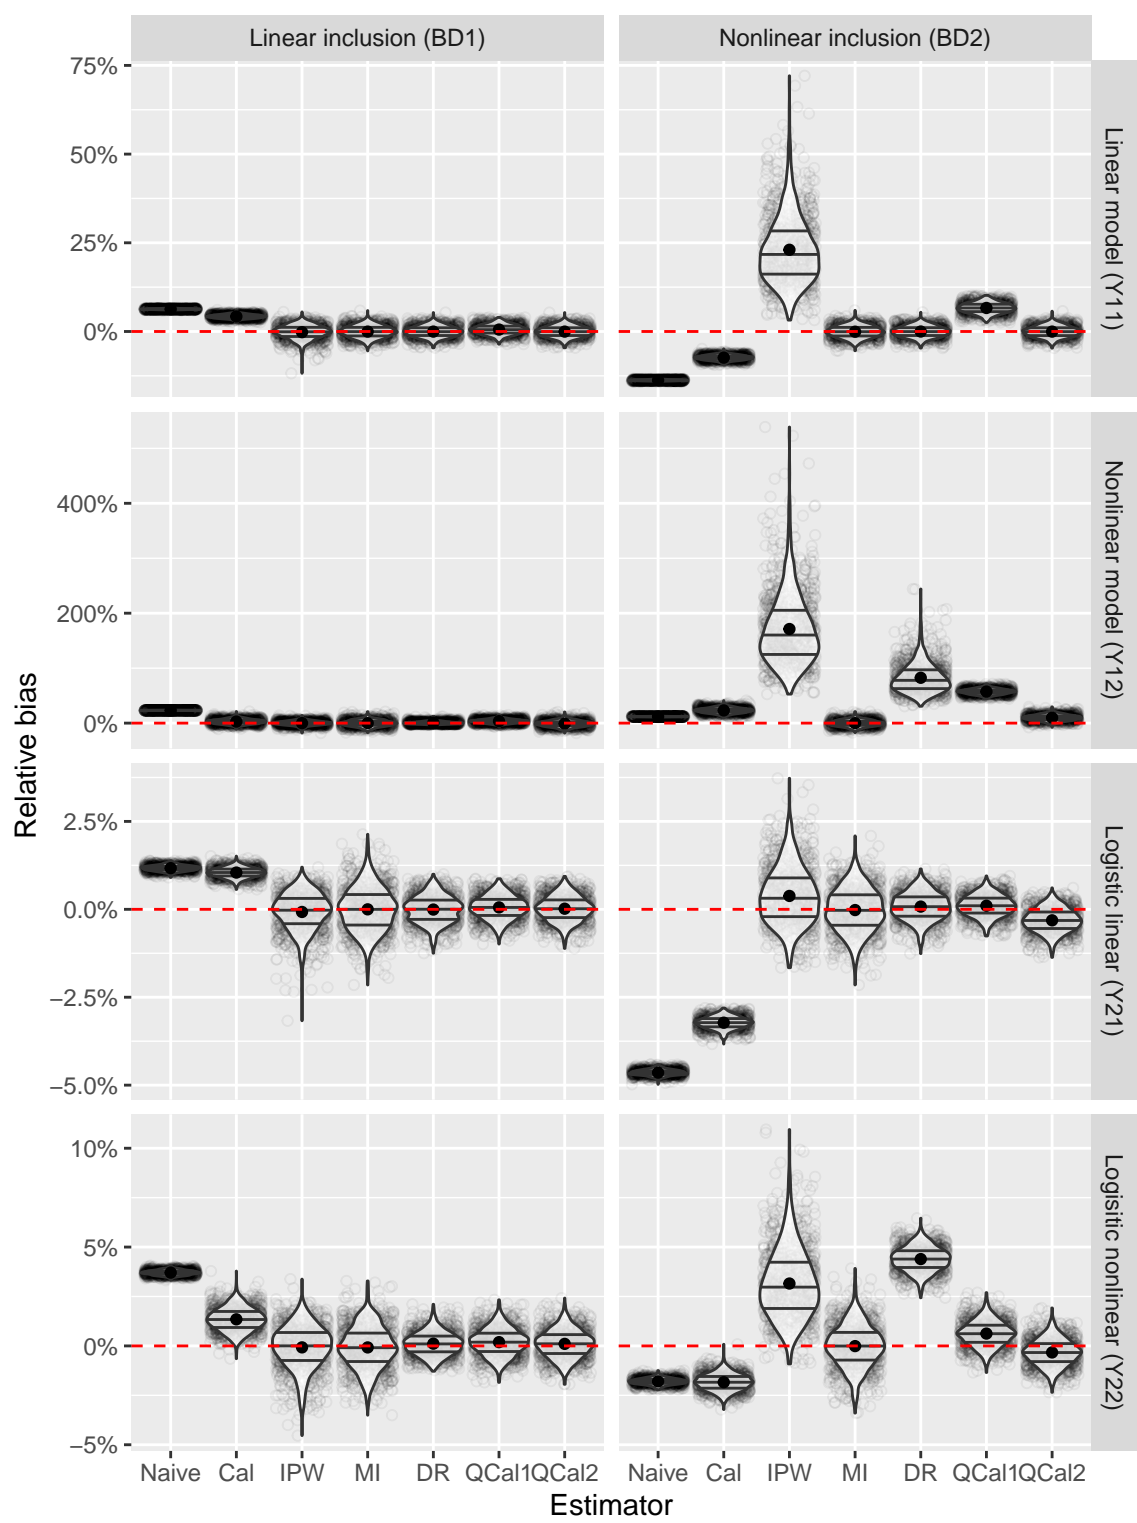 Linear inclusion (BD1)
Nonlinear inclusion (BD2)
75%
50%
25%
0%
Linear model (Y11)
400%
200%
0%
Nonlinear model (Y12)
Relative bias
2.5%
0.0%
−2.5%
−5.0%
Logistic linear (Y21)
10%
5%
0%
−5%
Logisitic nonlinear (Y22)
Naive Cal IPW MI DR QCal1 QCal2
Naive Cal IPW MI DR QCal1 QCal2
Estimator